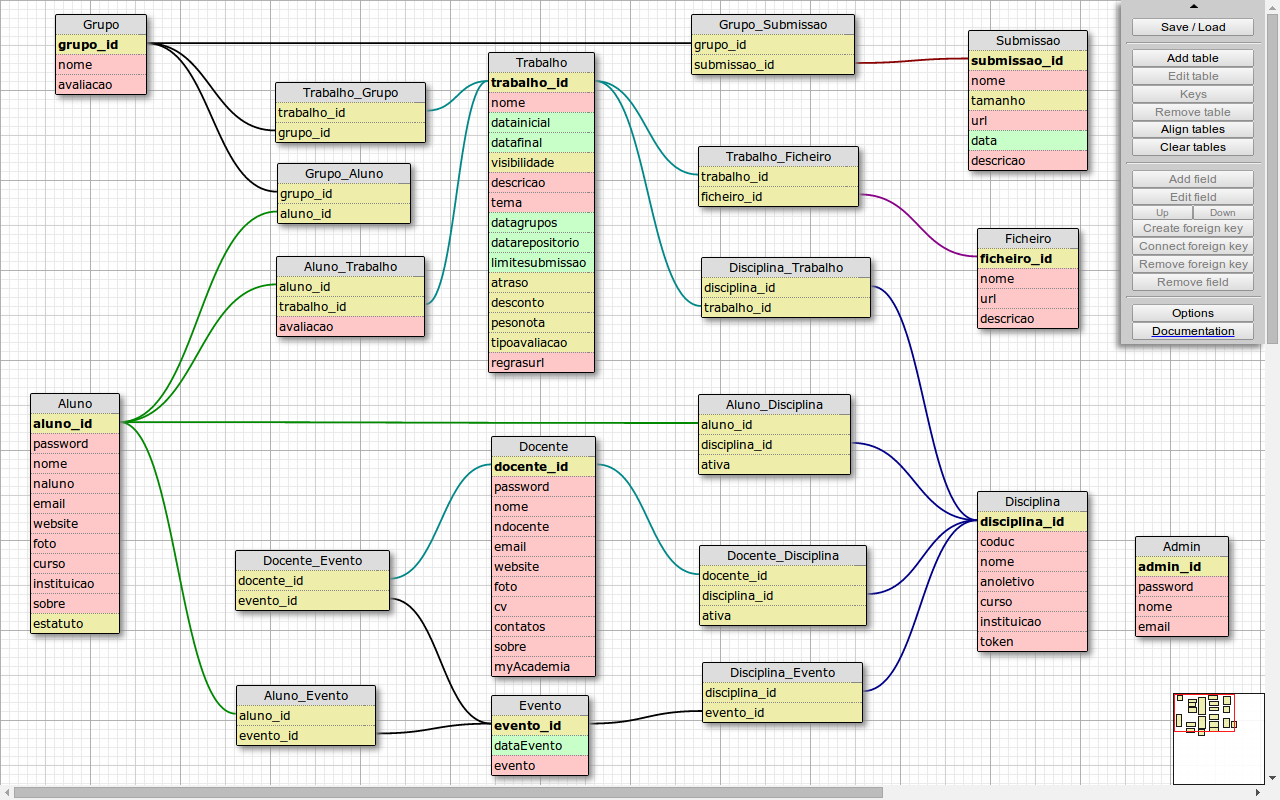 Grupo
grupo_id
nome
avaliacao
Trabalho_Grupo
trabalho_id
grupo_id
Grupo_Aluno
grupo_id
aluno_id
Aluno_Trabalho
aluno_id
trabalho_id
avaliacao
Trabalho
trabalho_id
nome
datainicial
datafinal
visibilidade
descricao
tema
datagrupos
datarepositorio
limitesubmissao
atraso
desconto
pesonota
tipoavaliacao
regrasurl
Grupo_Submissao
grupo_id
submissao_id
Submissao
submissao_id
nome
tamanho
url
data
descricao
Trabalho_Ficheiro
trabalho_id
ficheiro_id
Ficheiro
ficheiro_id
nome
url
descricao
Disciplina_Trabalho
disciplina_id
trabalho_id
Aluno
aluno_id
password
nome
naluno
email
website
foto
curso
instituicao
sobre
estatuto
Aluno_Disciplina
aluno_id
disciplina_id
ativa
Docente
docente_id
password
nome
ndocente
email
website
foto
cv
contatos
sobre
myAcademia
Docente_Evento
docente_id
evento_id
Docente_Disciplina
docente_id
disciplina_id
ativa
Disciplina
disciplina_id
coduc
nome
anoletivo
curso
instituicao
token
Admin
admin_id
password
nome
email
Aluno_Evento
aluno_id
evento_id
Evento
evento_id
dataEvento
evento
Disciplina_Evento
disciplina_id
evento_id
Save / Load
Add table
Edit table
Keys
Remove table
Align tables
Clear tables
Add field
Edit field
Up Down
Create foreign key
Connect foreign key
Remove foreign key
Remove field
Options
Documentation